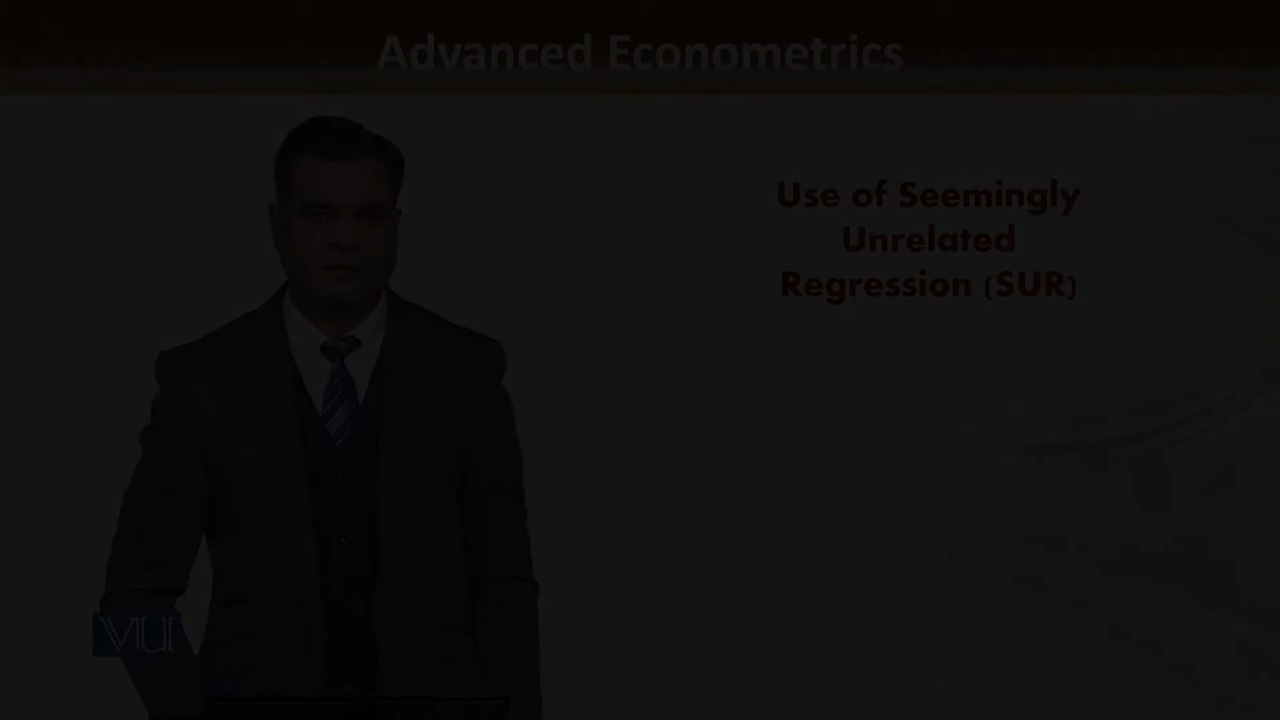 Advanced Econometrics
Use of Seemingly
Unrelated
Regression (SUR)
VU